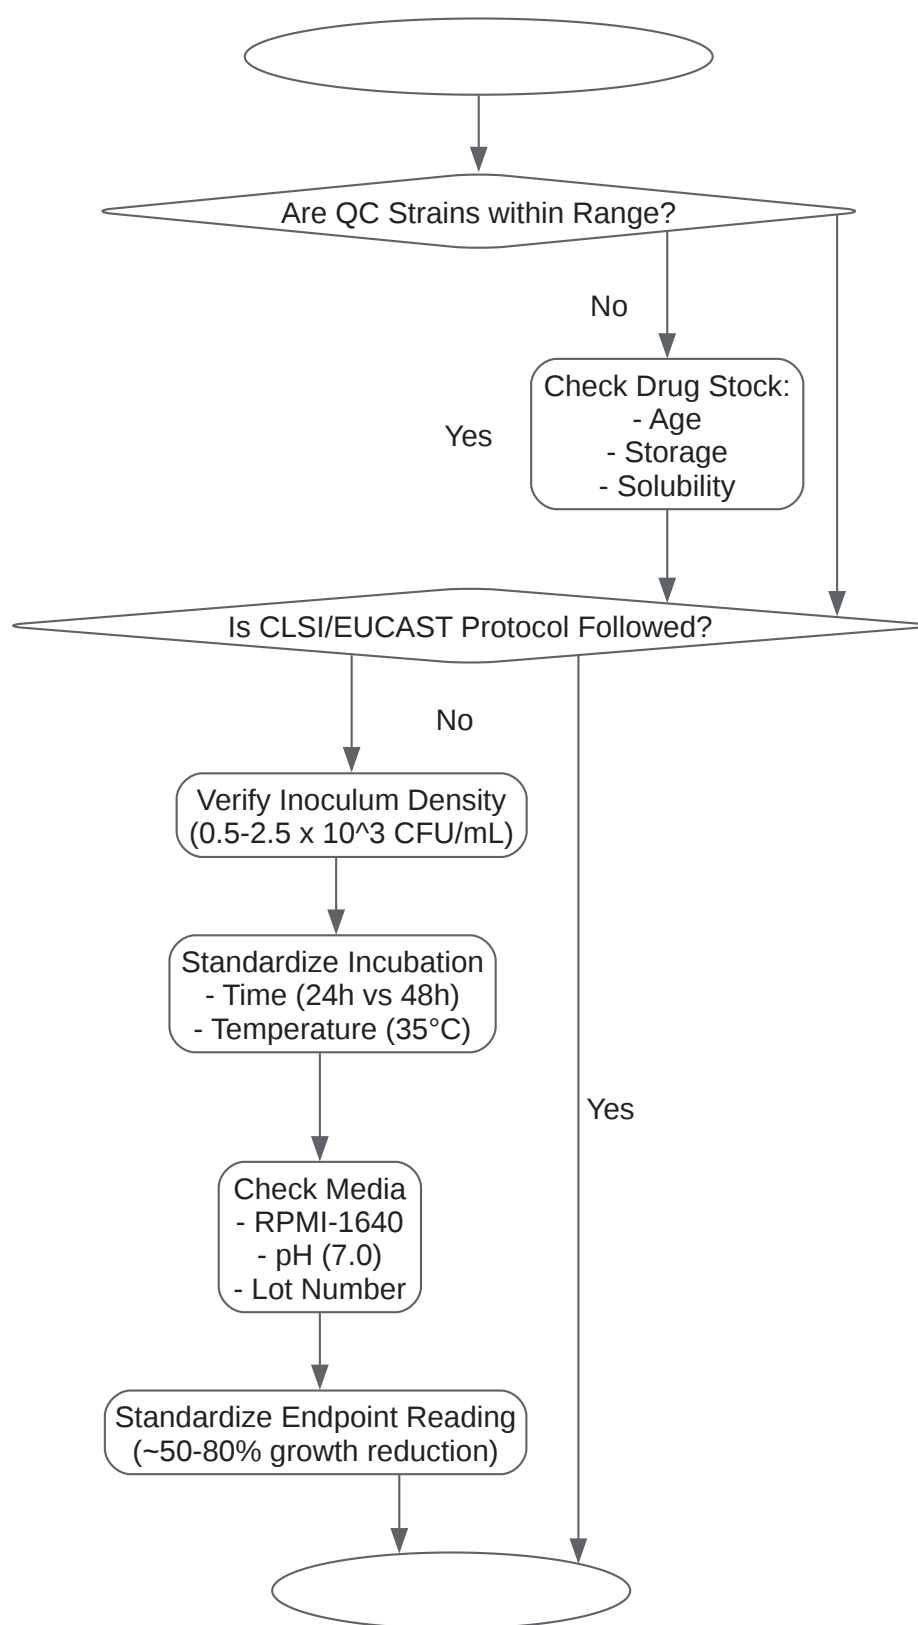 Are QC Strains within Range?
No
Check Drug Stock:
- Age
- Storage
- Solubility
Yes
Is CLSI/EUCAST Protocol Followed?
No
Verify Inoculum Density
(0.5-2.5 x 10^3 CFU/mL)
Standardize Incubation
- Time (24h vs 48h)
- Temperature (35°C)
Yes
Check Media
- RPMI-1640
- pH (7.0)
- Lot Number
Standardize Endpoint Reading
(~50-80% growth reduction)